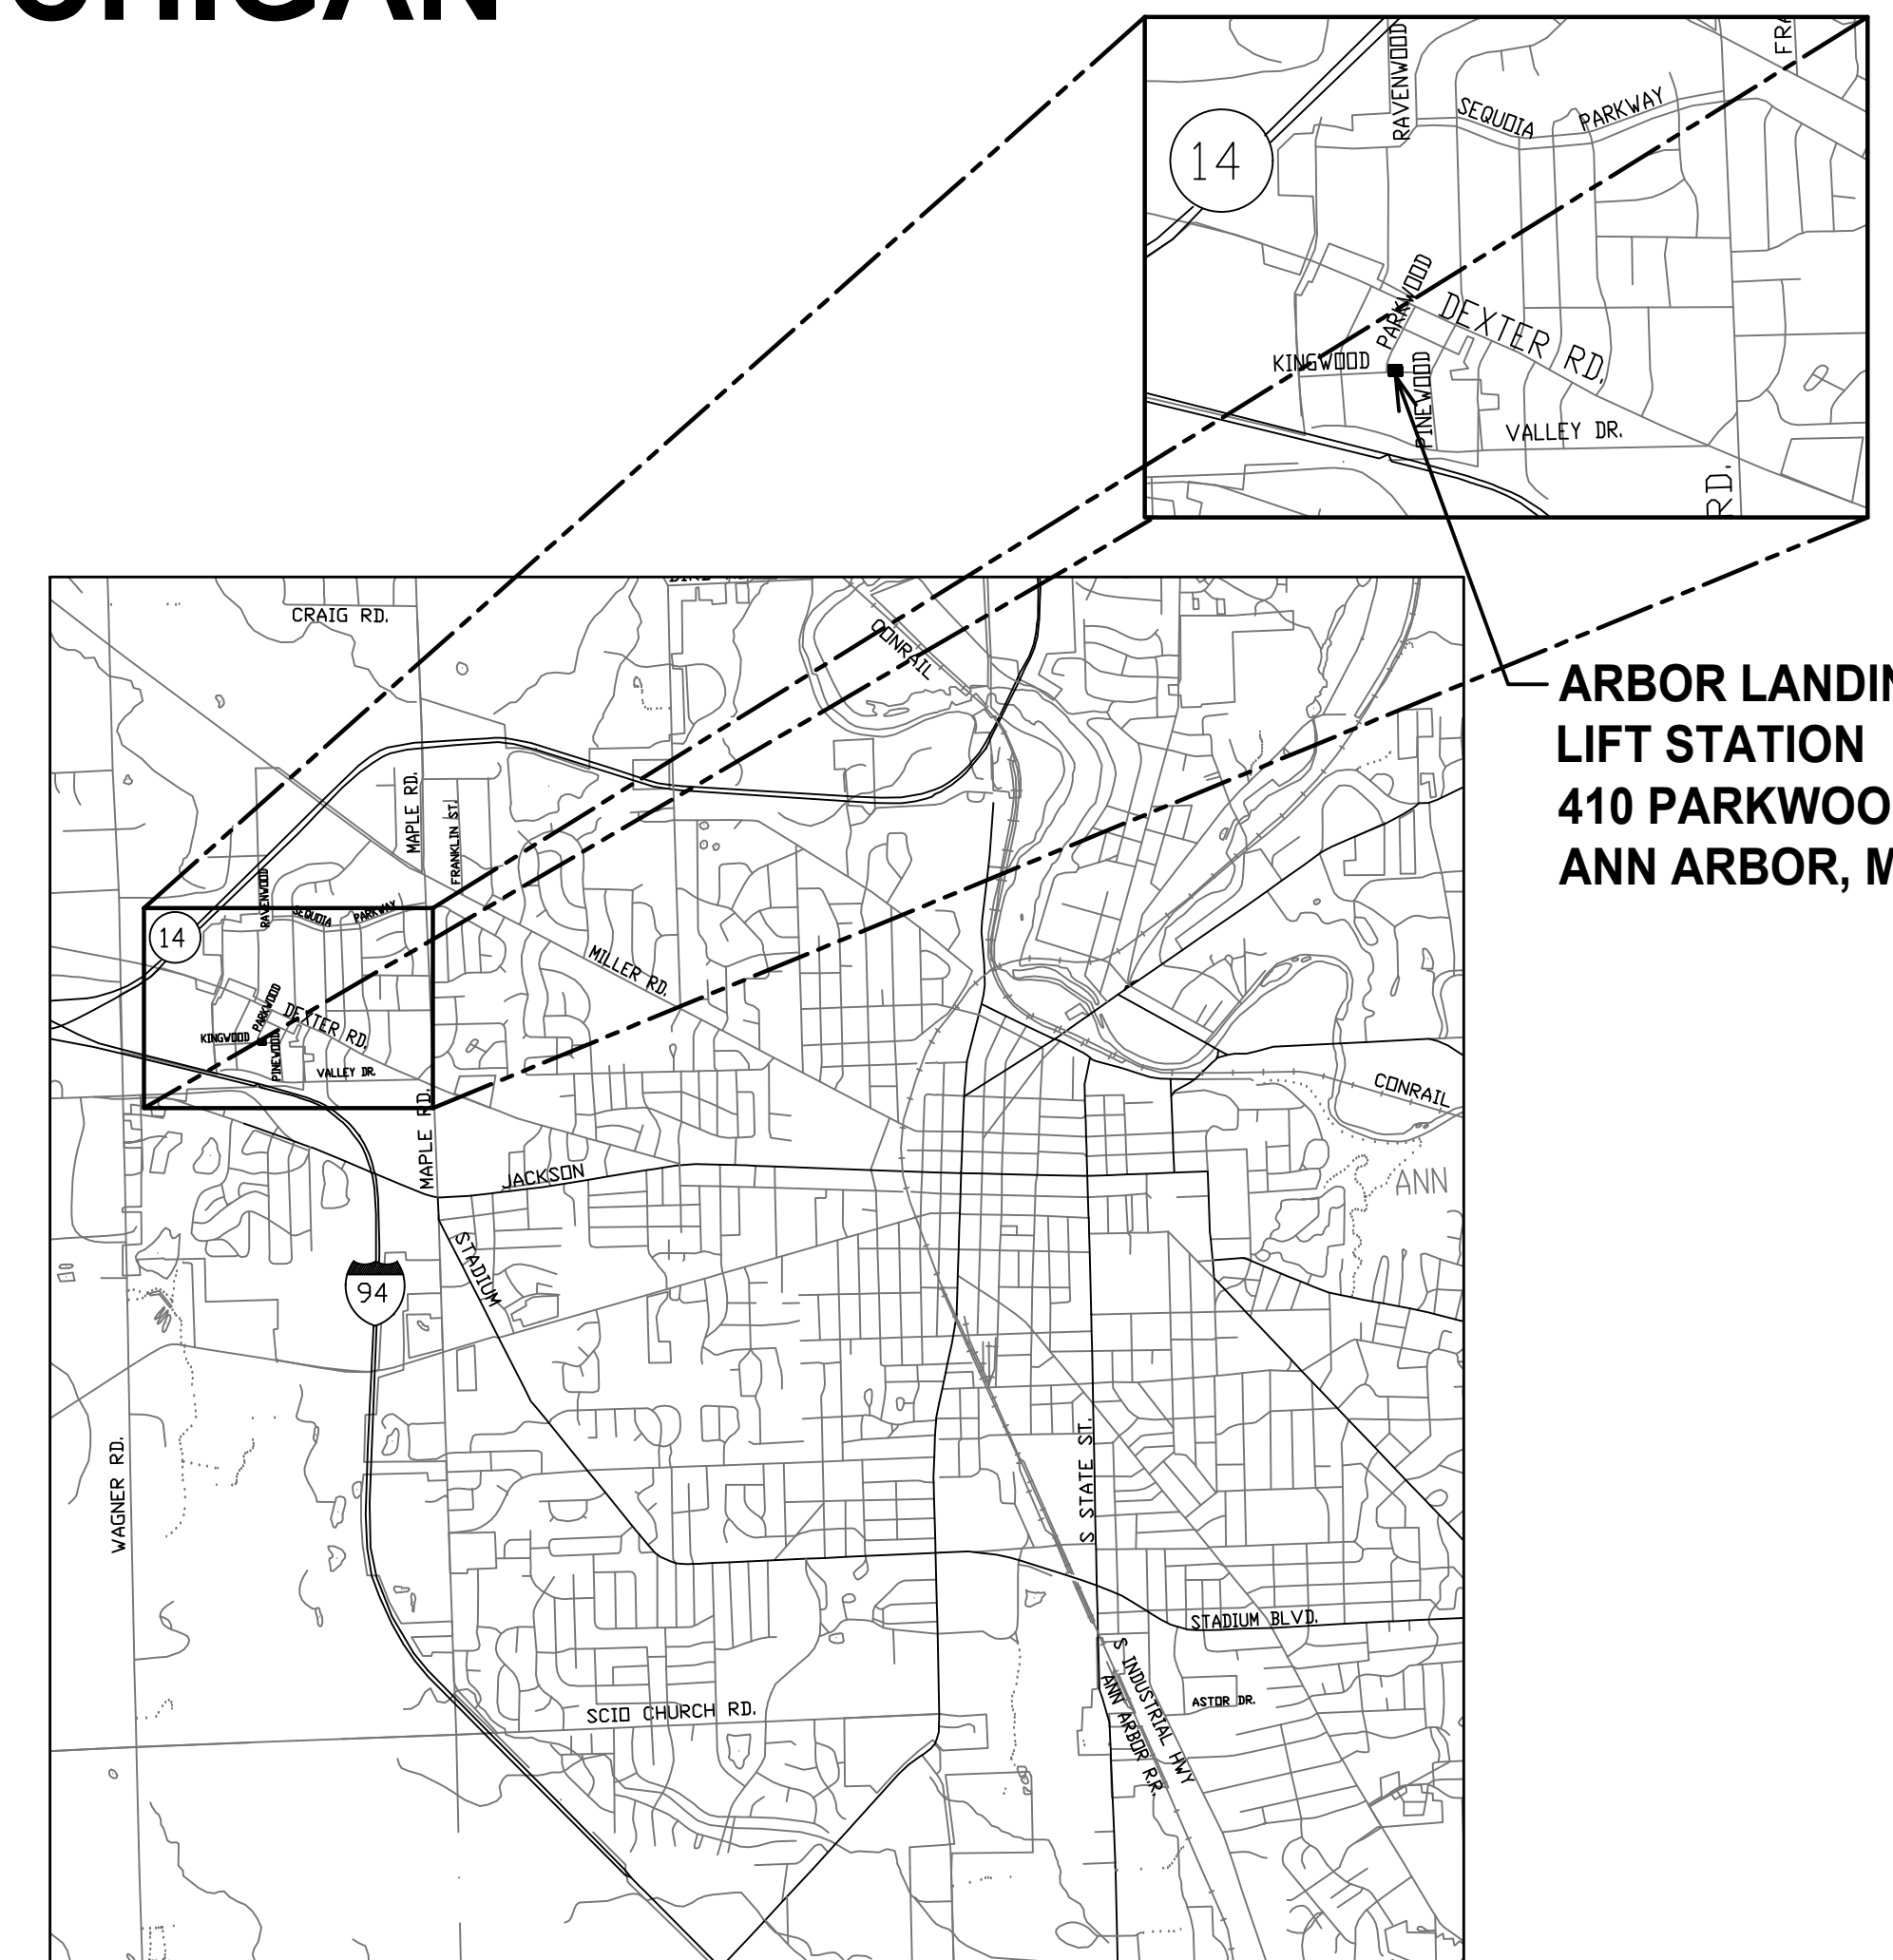 RAVENWOOD
SEQUOIA
PARKWAY
14
PARKWOOD
DEXTER RD.
KINGWOOD
PINEWOOD
VALLEY DR.
RD.
ARBOR LANDIN
LIFT STATION
410 PARKWOO
ANN ARBOR, M
CRAIG RD.
CONRAIL
MAPLE RD.
FRANKLIN ST.
RAVENWOOD
SEQUOIA
PARKWAY
14
MILLER RD.
PARKWOOD
DEXTER RD.
KINGWOOD
PINEWOOD
VALLEY DR.
CONRAIL
MAPLE RD.
JACKSON
ANN
STADIUM
94
WAGNER RD.
S STATE ST.
STADIUM BLVD.
S INDUSTRIAL HWY
ANN ARBOR R.R.
ASTOR DR.
SCIO CHURCH RD.